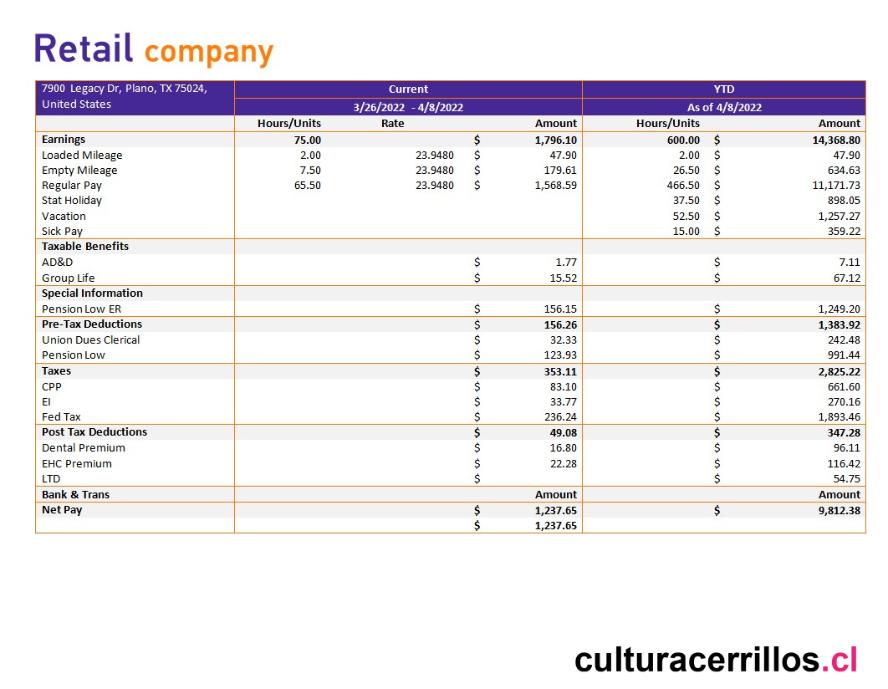 Retail company
7900 Legacy Dr, Plano, TX 75024, Current YTD
United States 3/26/2022 - 4/8/2022 As of 4/8/2022
Hours/Units Rate Amount Hours/Units Amount
Earnings 75.00 $ 1,796.10 600.00 $ 14,368.80
Loaded Mileage 2.00 23.9480 $ 47.90 2.00 $ 47.90
Empty Mileage 7.50 23.9480 $ 179.61 26.50 $ 634.63
Regular Pay 65.50 23.9480 $ 1,568.59 466.50 $ 11,171.73
Stat Holiday 37.50 $ 898.05
Vacation 52.50 $ 1,257.27
Sick Pay 15.00 $ 359.22
Taxable Benefits
AD&D $ 1.77 $ 7.11
Group Life $ 15.52 $ 67.12
Special Information
Pension Low ER $ 156.15 $ 1,249.20
Pre-Tax Deductions $ 156.26 $ 1,383.92
Union Dues Clerical $ 32.33 $ 242.48
Pension Low $ 123.93 $ 991.44
Taxes $ 353.11 $ 2,825.22
CPP $ 83.10 $ 661.60
EI $ 33.77 $ 270.16
Fed Tax $ 236.24 $ 1,893.46
Post Tax Deductions $ 49.08 $ 347.28
Dental Premium $ 16.80 $ 96.11
EHC Premium $ 22.28 $ 116.42
LTD $ $ 54.75
Bank & Trans Amount Amount
Net Pay $ 1,237.65 $ 9,812.38
$ 1,237.65
culturacerrillos.cl